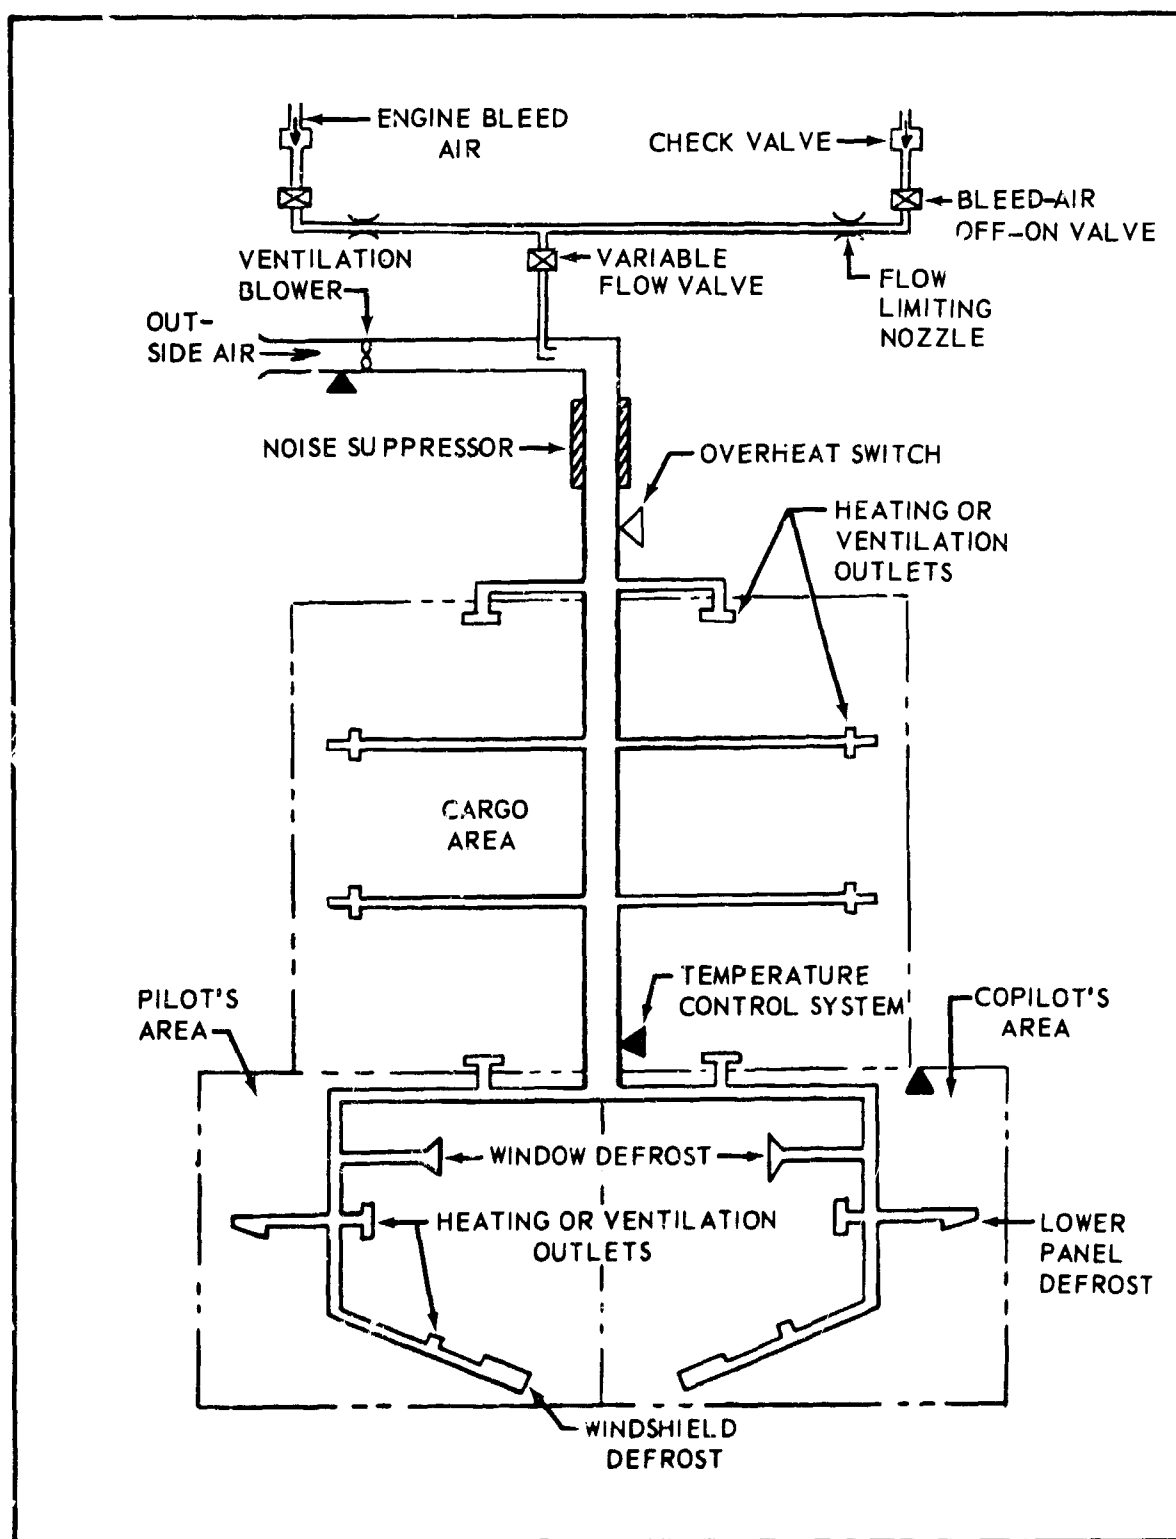 ENGINE BLEED
AIR
CHECK VALVE
BLEED-AIR
OFF-ON VALVE
VENTILATION
BLOWER
VARIABLE
FLOW VALVE
FLOW
LIMITING
NOZZLE
OUT-
SIDE AIR
NOISE SUPPRESSOR
OVERHEAT SWITCH
HEATING OR
VENTILATION
OUTLETS
CARGO
AREA
TEMPERATURE
CONTROL SYSTEM
PILOT'S
AREA
COPILOT'S
AREA
WINDOW DEFROST
HEATING OR VENTILATION
OUTLETS
LOWER
PANEL
DEFROST
WINDSHIELD
DEFROST